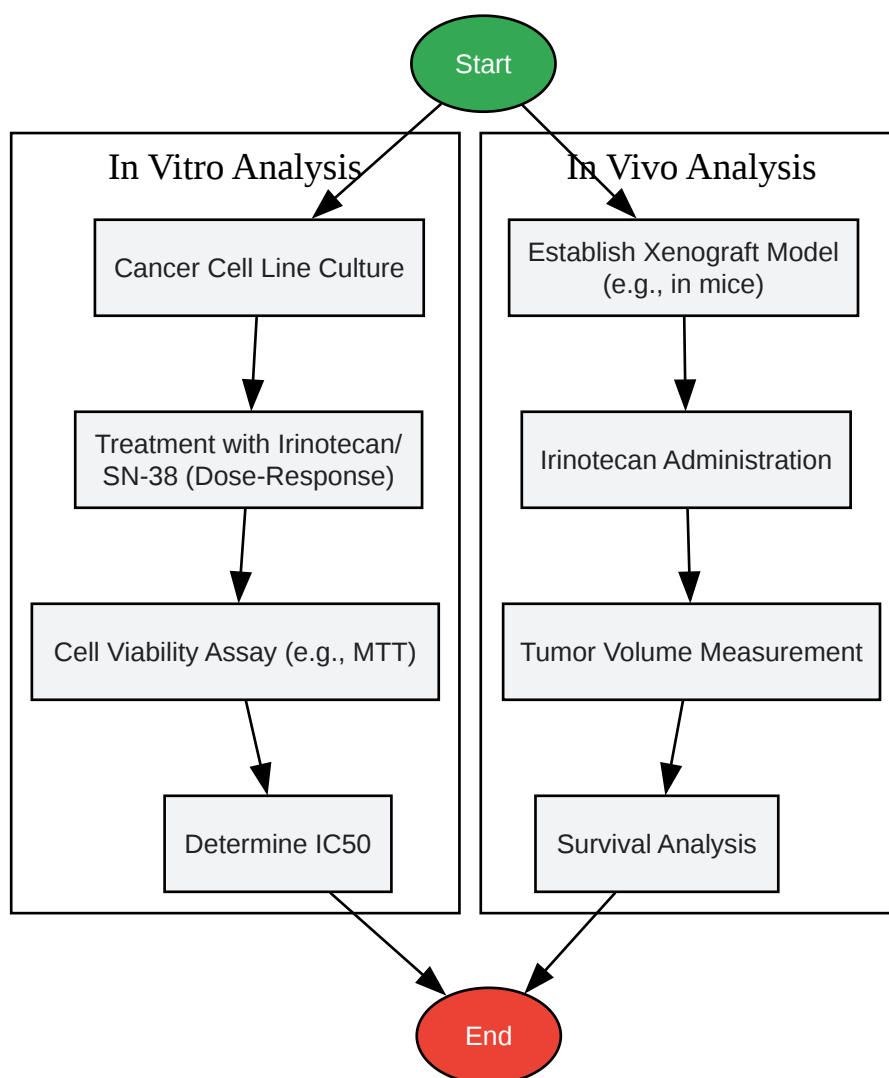 Start
In Vitro Analysis
Cancer Cell Line Culture
Treatment with Irinotecan/
SN-38 (Dose-Response)
Cell Viability Assay (e.g., MTT)
Determine IC50
In Vivo Analysis
Establish Xenograft Model
(e.g., in mice)
Irinotecan Administration
Tumor Volume Measurement
Survival Analysis
End